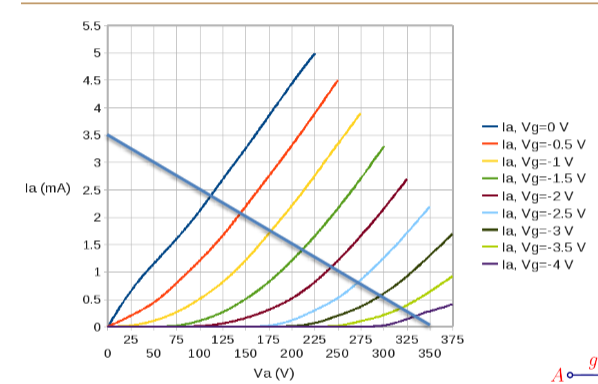 5.5
5
4.5
4
3.5
3
2.5
2
1.5
1
0.5
0
Ia (mA)
25 75 125 175 225 275 325 375
0 50 100 150 200 250 300 350
Va (V)
Ia, Vg=0 V
Ia, Vg=-0.5 V
Ia, Vg=-1 V
Ia, Vg=-1.5 V
Ia, Vg=-2 V
Ia, Vg=-2.5 V
Ia, Vg=-3 V
Ia, Vg=-3.5 V
Ia, Vg=-4 V
g
A